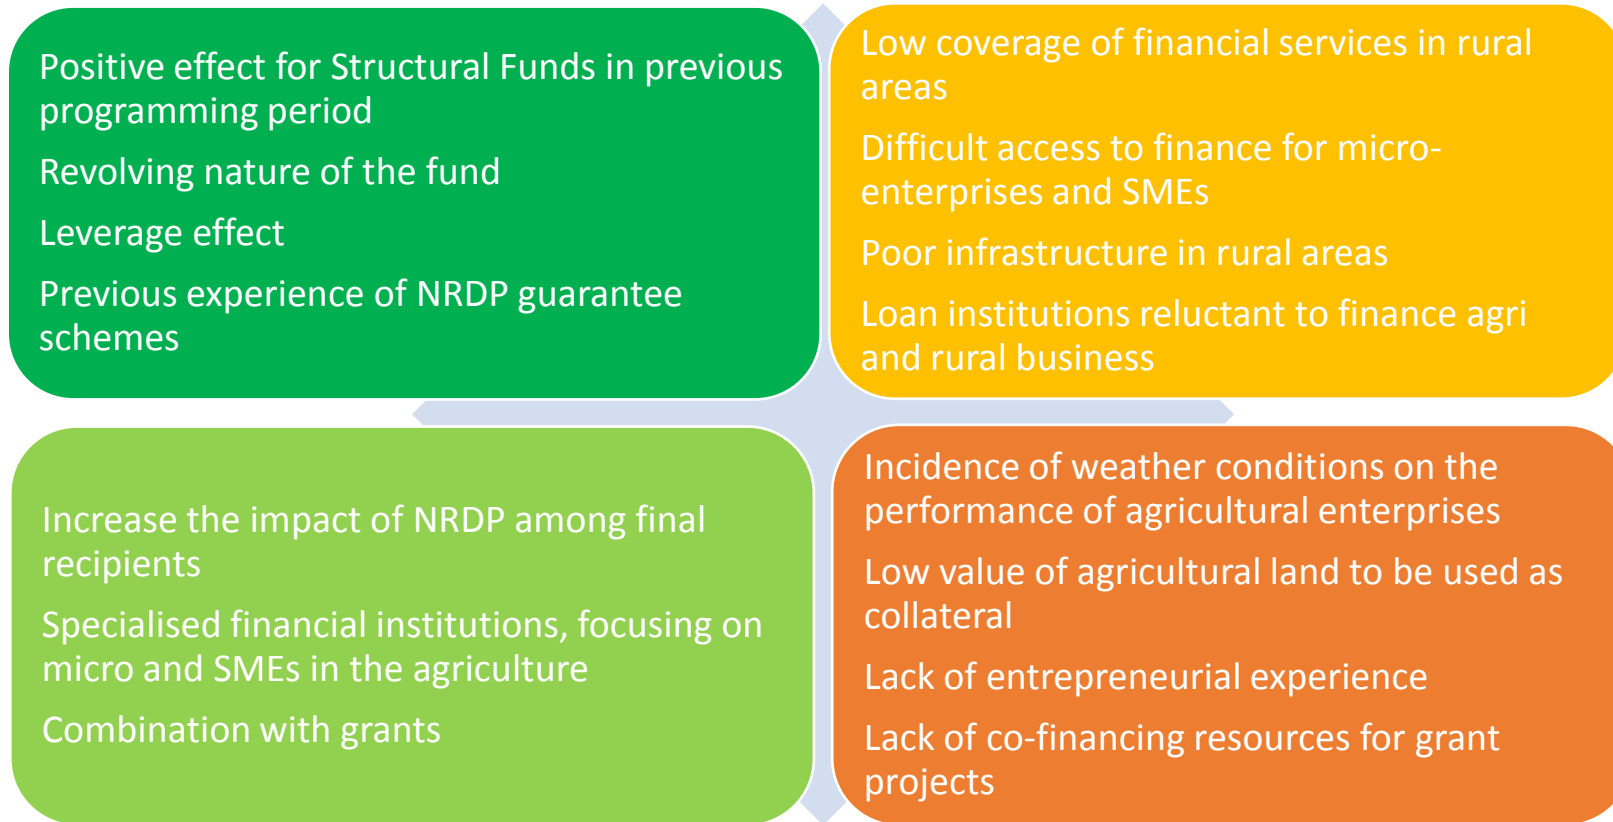 Positive effect for Structural Funds in previous
programming period
Revolving nature of the fund
Leverage effect
Previous experience of NRDP guarantee
schemes
Low coverage of financial services in rural
areas
Difficult access to finance for micro-
enterprises and SMEs
Poor infrastructure in rural areas
Loan institutions reluctant to finance agri
and rural business
Increase the impact of NRDP among final
recipients
Specialised financial institutions, focusing on
micro and SMEs in the agriculture
Combination with grants
Incidence of weather conditions on the
performance of agricultural enterprises
Low value of agricultural land to be used as
collateral
Lack of entrepreneurial experience
Lack of co-financing resources for grant
projects